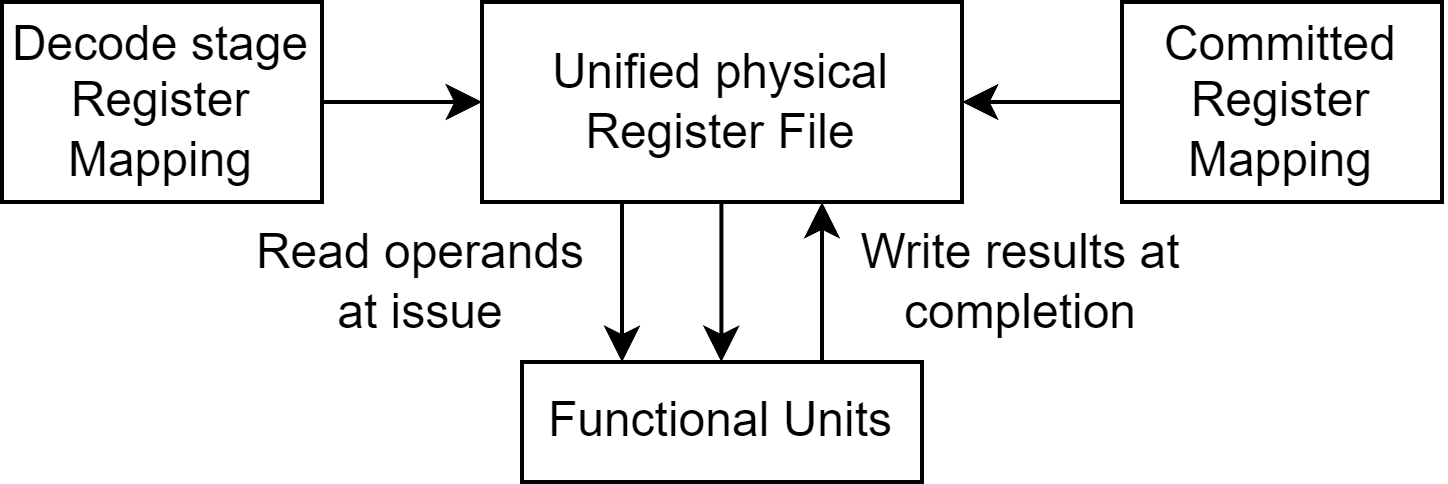 Decode stage
Register
Mapping
Unified physical
Register File
Committed
Register
Mapping
Read operands
at issue
Write results at
completion
Functional Units